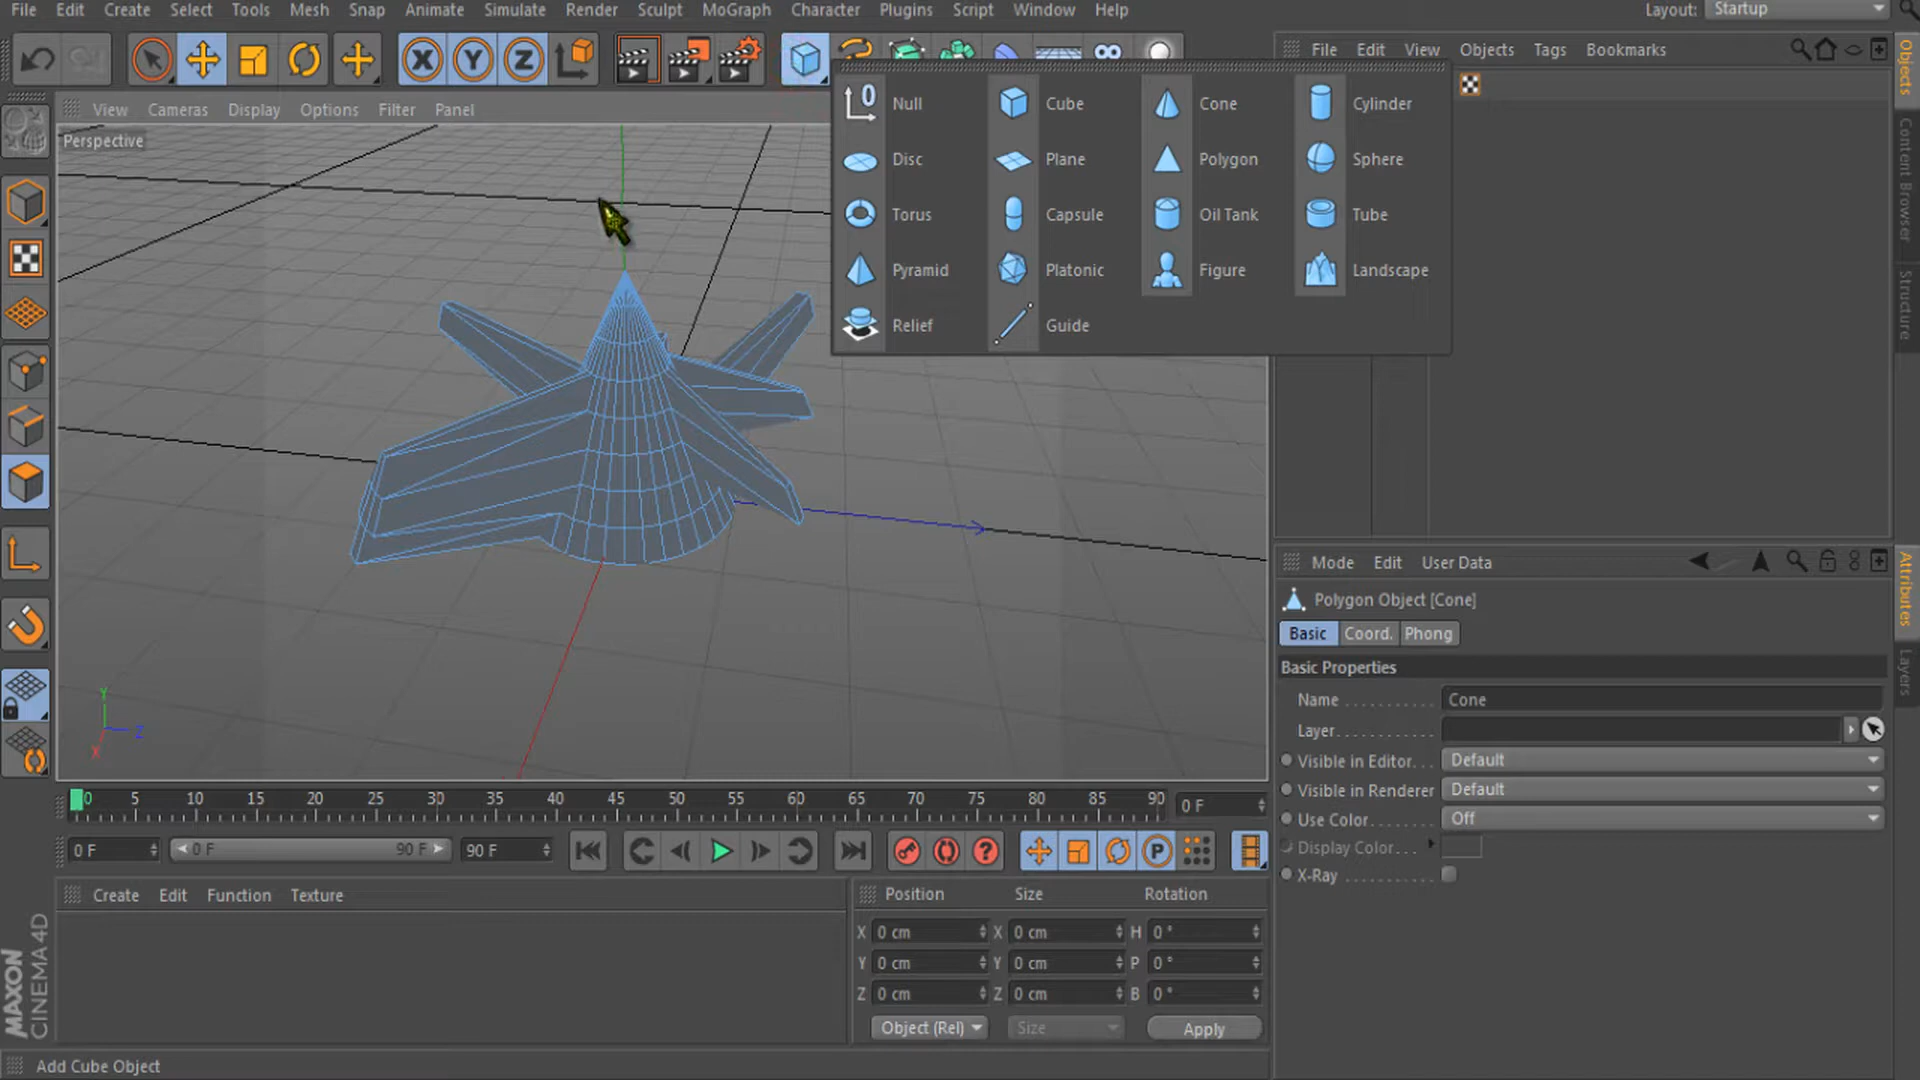 File Edit Create Select Tools Mesh Snap Animate Simulate Render Sculpt MoGraph Character Plugins Script Window Help Layout: Startup
X Y Z
File Edit View Objects Tags Bookmarks
View Cameras Display Options Filter Panel
Perspective
0 Null Cube Cone Cylinder
Disc Plane Polygon Sphere
Torus Capsule Oil Tank Tube
Pyramid Platonic Figure Landscape
Relief Guide
Objects
Content Browser
Structure
Mode Edit User Data
Polygon Object [Cone]
Basic Coord. Phong
Basic Properties
Name . . . . . . . . . . . Cone
Layer . . . . . . . . . . . .
Visible in Editor . . . Default
Visible in Renderer Default
Use Color . . . . . . . Off
Display Color . . .
X-Ray . . . . . . . . . .
Attributes
Layers
Y
Z
X
0 5 10 15 20 25 30 35 40 45 50 55 60 65 70 75 80 85 90 0 F
0 F 0 F 90 F 90 F P
Create Edit Function Texture
Position Size Rotation
X 0 cm X 0 cm H 0 °
Y 0 cm Y 0 cm P 0 °
Z 0 cm Z 0 cm B 0 °
Object (Rel) Size Apply
MAXON
CINEMA 4D
Add Cube Object